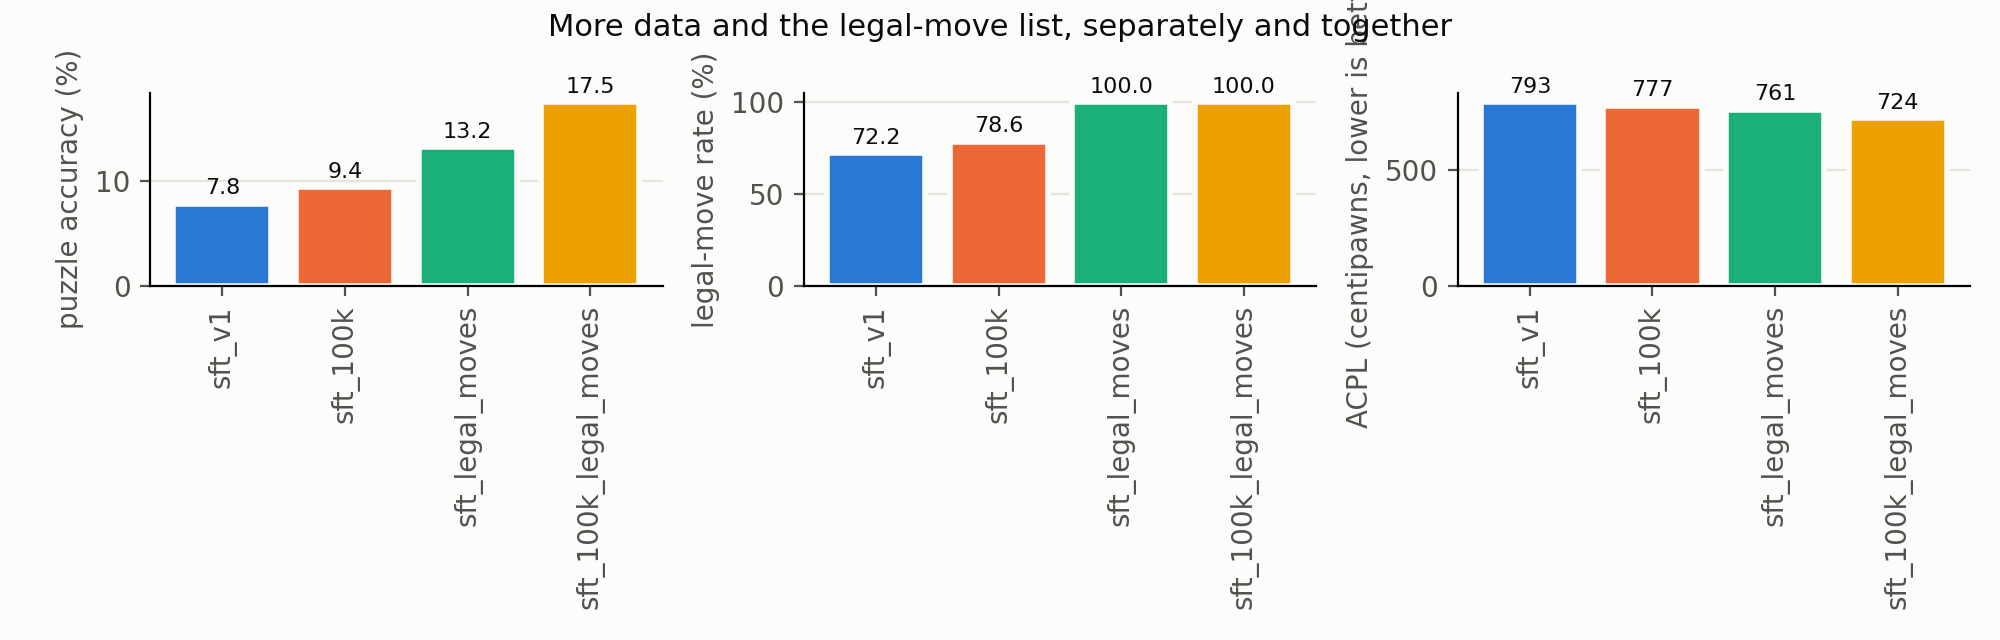 More data and the legal-move list, separately and together
puzzle accuracy (%)
10
0
7.8
9.4
13.2
17.5
sft_v1
sft_100k
sft_legal_moves
sft_100k_legal_moves
legal-move rate (%)
100
50
0
72.2
78.6
100.0
100.0
sft_v1
sft_100k
sft_legal_moves
sft_100k_legal_moves
ACPL (centipawns, lower is
500
0
793
777
761
724
sft_v1
sft_100k
sft_legal_moves
sft_100k_legal_moves